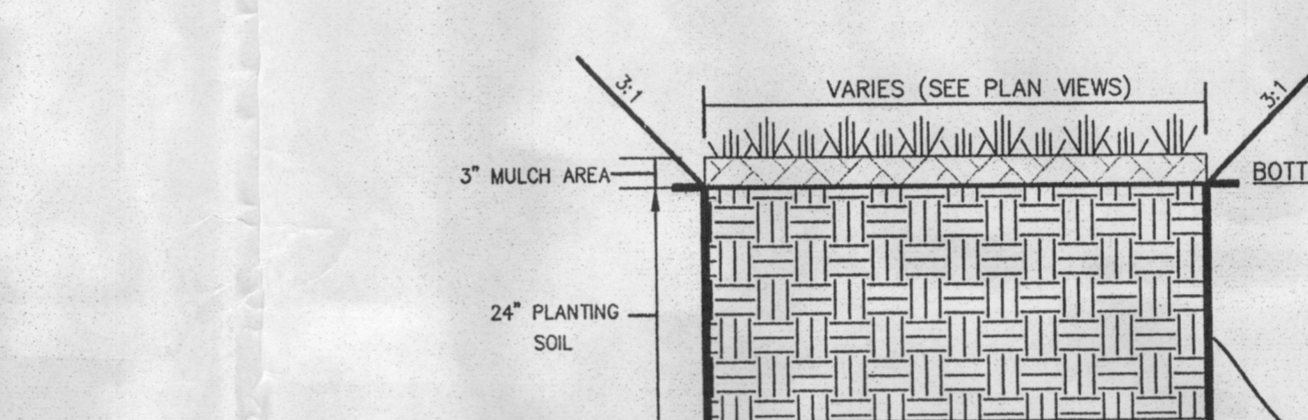 3:1
VARIES (SEE PLAN VIEWS)
3:1
3" MULCH AREA
BOTT
24" PLANTING
SOIL